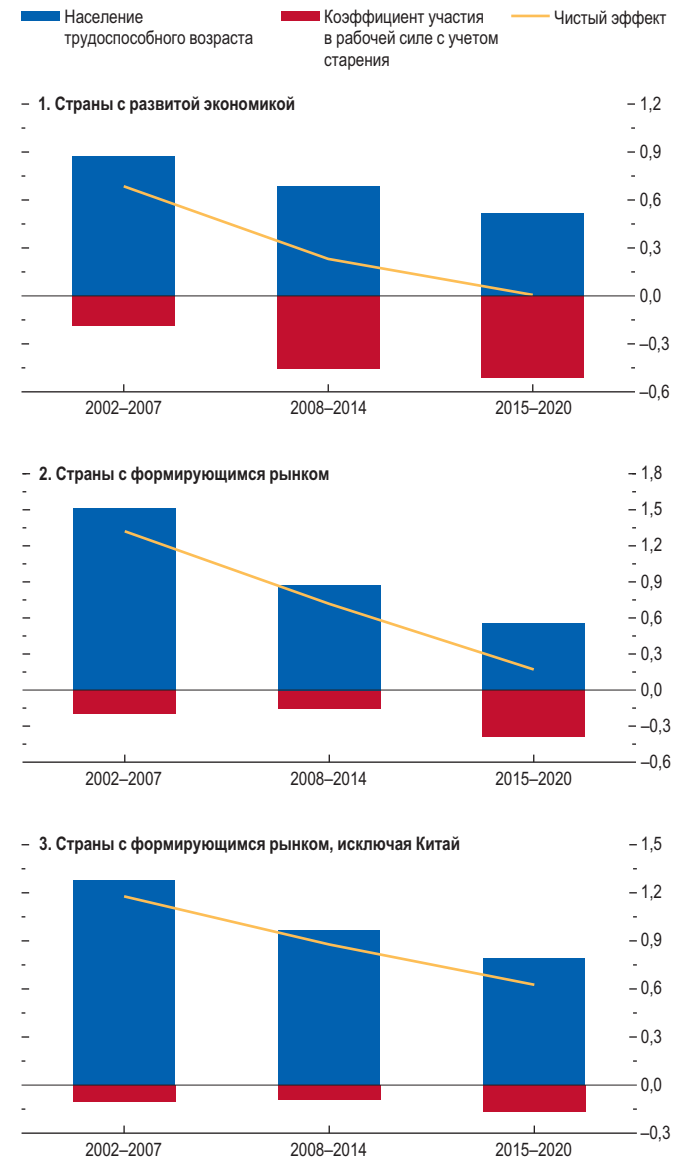 Население
трудоспособного возраста
Коэффициент участия
в рабочей силе с учетом
старения
Чистый эффект
1. Страны с развитой экономикой
1,2
0,9
0,6
0,3
0,0
–0,3
–0,6
2002–2007 2008–2014 2015–2020
2. Страны с формирующимся рынком
1,8
1,5
1,2
0,9
0,6
0,3
0,0
–0,3
–0,6
2002–2007 2008–2014 2015–2020
3. Страны с формирующимся рынком, исключая Китай
1,5
1,2
0,9
0,6
0,3
0,0
–0,3
2002–2007 2008–2014 2015–2020